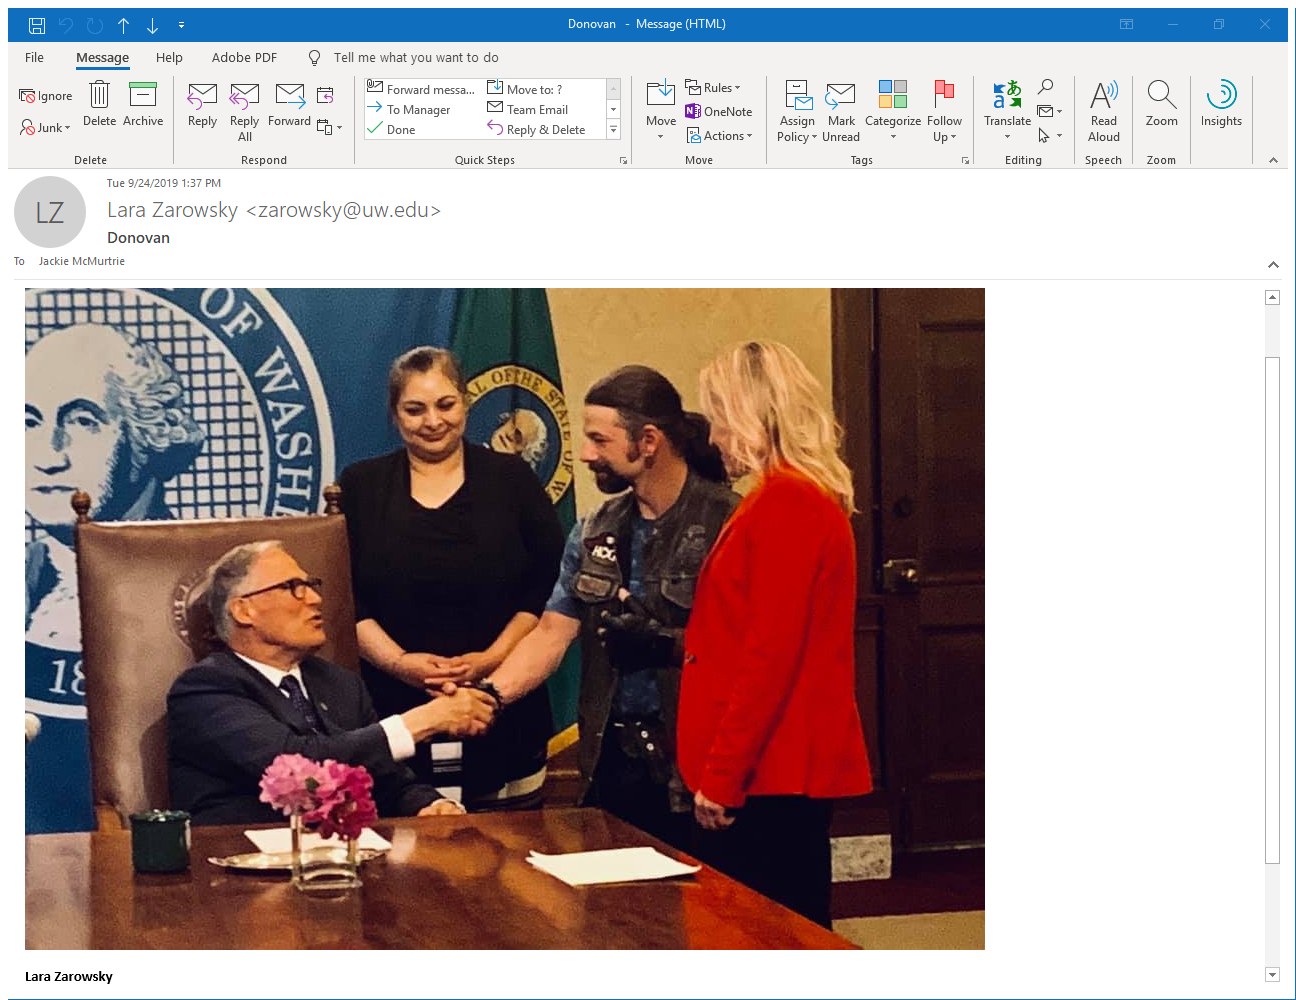 Donovan - Message (HTML)
File Message Help Adobe PDF Tell me what you want to do
Ignore
Junk
Delete
Archive
Delete
Reply
Reply
All
Forward
Respond
Forward messa...
To Manager
Done
Move to: ?
Team Email
Reply & Delete
Quick Steps
Move
Rules
OneNote
Actions
Move
Assign
Policy
Mark
Unread
Categorize
Follow
Up
Tags
Translate
Editing
Read
Aloud
Speech
Zoom
Zoom
Insights
LZ
Tue 9/24/2019 1:37 PM
Lara Zarowsky <zarowsky@uw.edu>
Donovan
To Jackie McMurtrie
OF WASH
18
AL OF THE STATE OF W
Lara Zarowsky